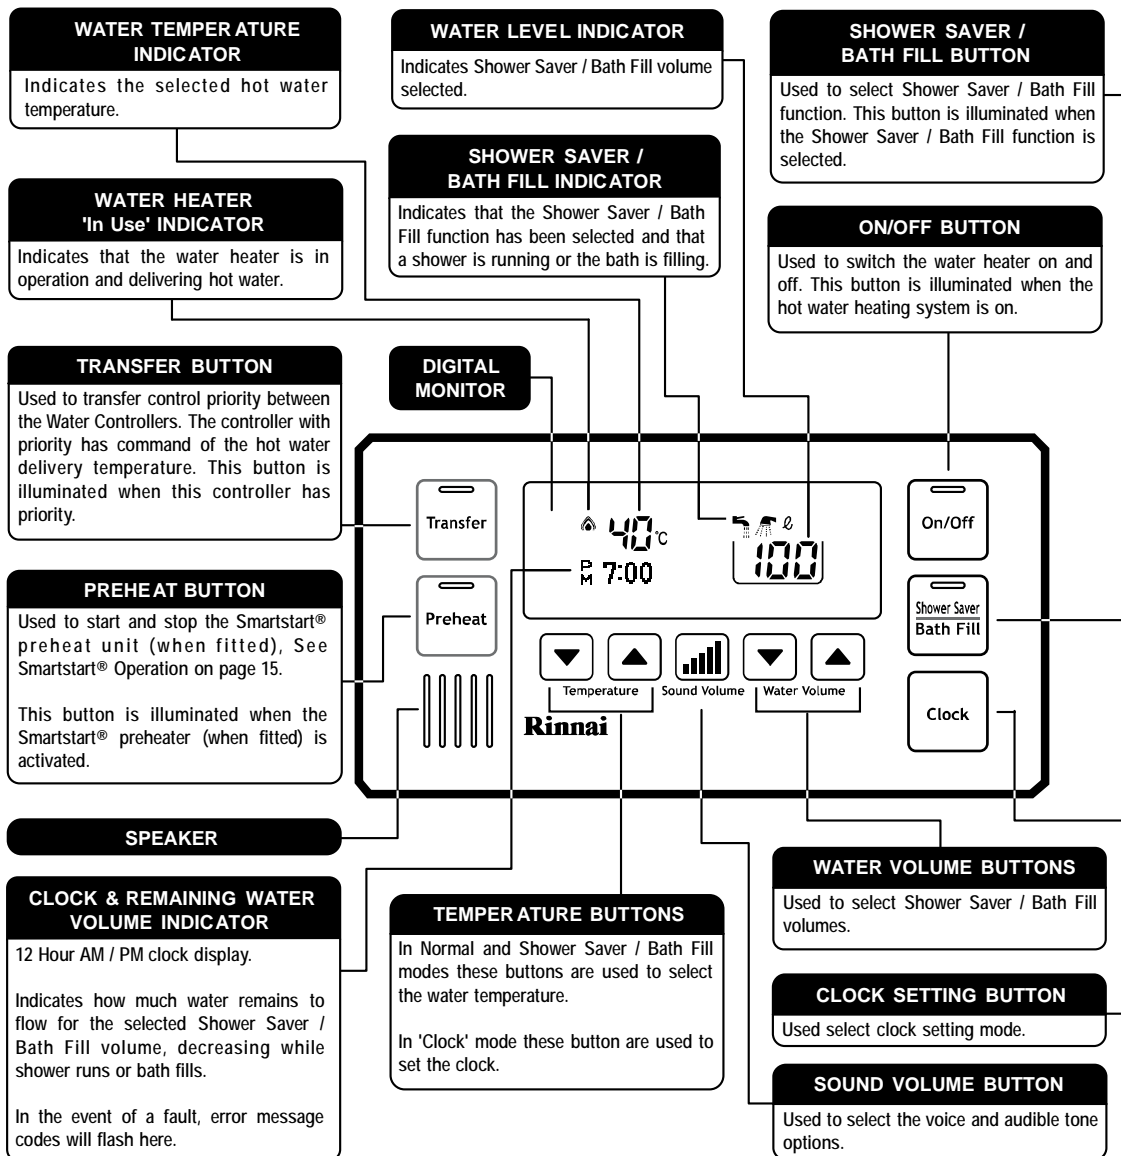 WATER TEMPERATURE
INDICATOR
Indicates the selected hot water
temperature.
WATER LEVEL INDICATOR
Indicates Shower Saver / Bath Fill volume
selected.
SHOWER SAVER /
BATH FILL BUTTON
Used to select Shower Saver / Bath Fill
function. This button is illuminated when
the Shower Saver / Bath Fill function is
selected.
SHOWER SAVER /
BATH FILL INDICATOR
Indicates that the Shower Saver / Bath
Fill function has been selected and that
a shower is running or the bath is filling.
WATER HEATER
'In Use' INDICATOR
Indicates that the water heater is in
operation and delivering hot water.
ON/OFF BUTTON
Used to switch the water heater on and
off. This button is illuminated when the
hot water heating system is on.
TRANSFER BUTTON
Used to transfer control priority between
the Water Controllers. The controller with
priority has command of the hot water
delivery temperature. This button is
illuminated when this controller has
priority.
DIGITAL
MONITOR
PREHEAT BUTTON
Used to start and stop the Smartstart®
preheat unit (when fitted), See
Smartstart® Operation on page 15.
This button is illuminated when the
Smartstart® preheater (when fitted) is
activated.
Transfer
Preheat
40°C
PM 7:00
ℓ
100
On/Off
Shower Saver
Bath Fill
Clock
Temperature
Sound Volume
Water Volume
Rinnai
SPEAKER
CLOCK & REMAINING WATER
VOLUME INDICATOR
12 Hour AM / PM clock display.
Indicates how much water remains to
flow for the selected Shower Saver /
Bath Fill volume, decreasing while
shower runs or bath fills.
In the event of a fault, error message
codes will flash here.
TEMPERATURE BUTTONS
In Normal and Shower Saver / Bath Fill
modes these buttons are used to select
the water temperature.
In 'Clock' mode these button are used to
set the clock.
WATER VOLUME BUTTONS
Used to select Shower Saver / Bath Fill
volumes.
CLOCK SETTING BUTTON
Used select clock setting mode.
SOUND VOLUME BUTTON
Used to select the voice and audible tone
options.